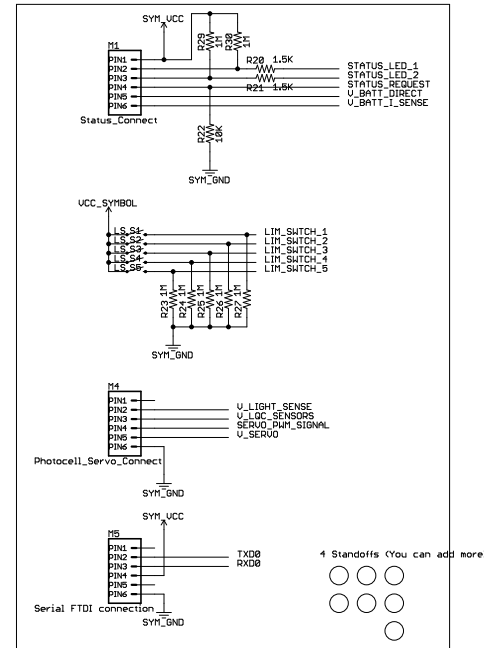 SYM_VCC
R29
1M
R30
1M
M1
PIN1
PIN2
PIN3
PIN4
PIN5
PIN6
Status_Connect
R20 1.5K
R21 1.5K
STATUS_LED_1
STATUS_LED_2
STATUS_REQUEST
V_BATT_DIRECT
V_BATT_I_SENSE
R22
10K
SYM_GND
VCC_SYMBOL
LS_S1
LS_S2
LS_S3
LS_S4
LS_S5
LIM_SWTCH_1
LIM_SWTCH_2
LIM_SWTCH_3
LIM_SWTCH_4
LIM_SWTCH_5
R23 1M
R24 1M
R25 1M
R26 1M
R27 1M
SYM_GND
M4
PIN1
PIN2
PIN3
PIN4
PIN5
PIN6
V_LIGHT_SENSE
V_LQC_SENSORS
SERVO_PWM_SIGNAL
V_SERVO
Photocell_Servo_Connect
SYM_GND
SYM_VCC
M5
PIN1
PIN2
PIN3
PIN4
PIN5
PIN6
TXD0
RXD0
Serial FTDI connection
SYM_GND
4 Standoffs (You can add more